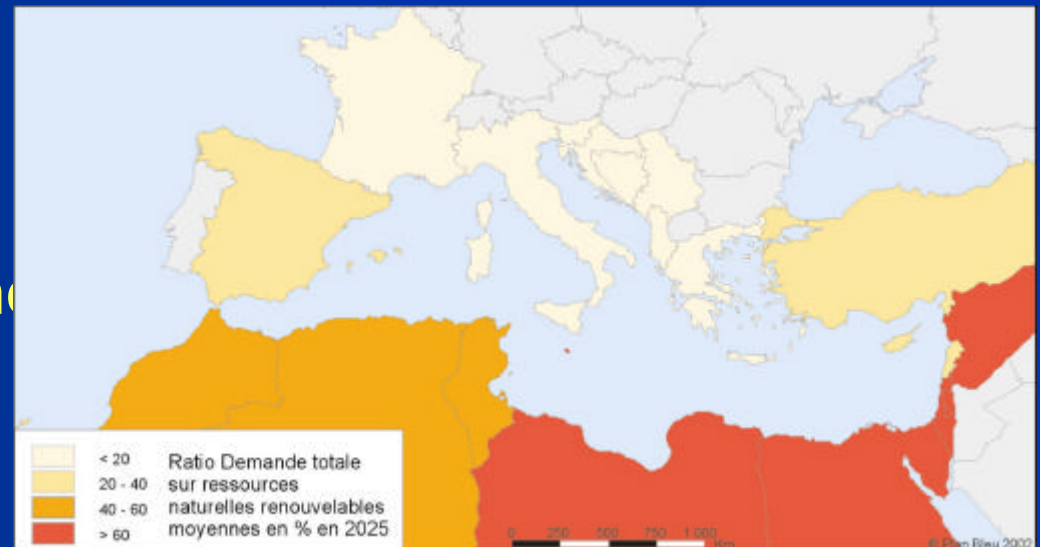 < 20
20 - 40
40 - 60
> 60
Ratio Demande totale
sur ressources
naturelles renouvelables
moyennes en % en 2025
0 250 500 750 1 000
Km
© Plan Bleu 2002